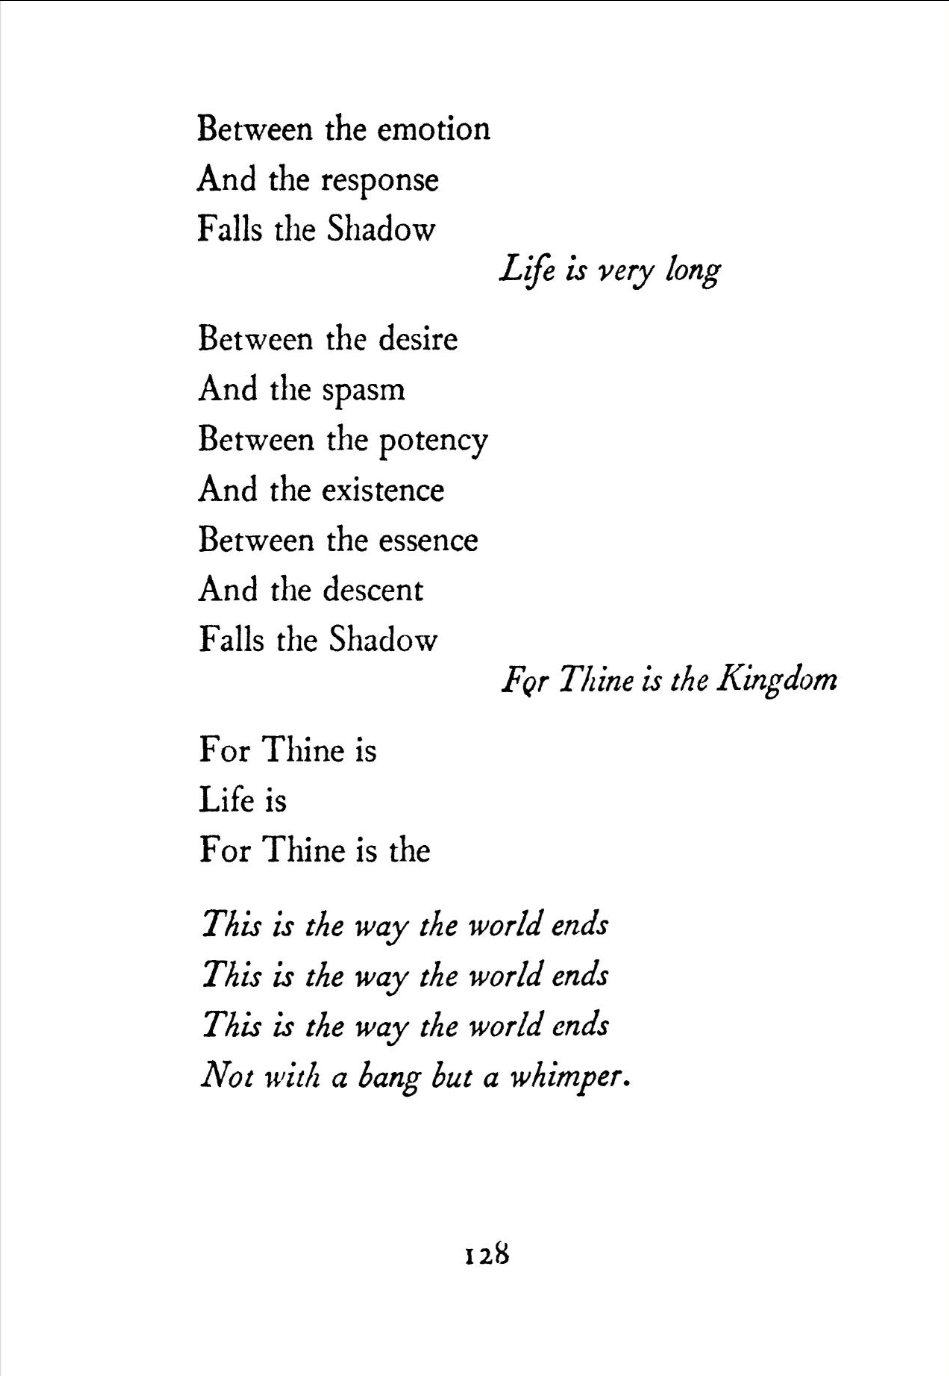 Between the emotion
And the response
Falls the Shadow
Life is very long
Between the desire
And the spasm
Between the potency
And the existence
Between the essence
And the descent
Falls the Shadow
For Thine is the Kingdom
For Thine is
Life is
For Thine is the
This is the way the world ends
This is the way the world ends
This is the way the world ends
Not with a bang but a whimper.
128